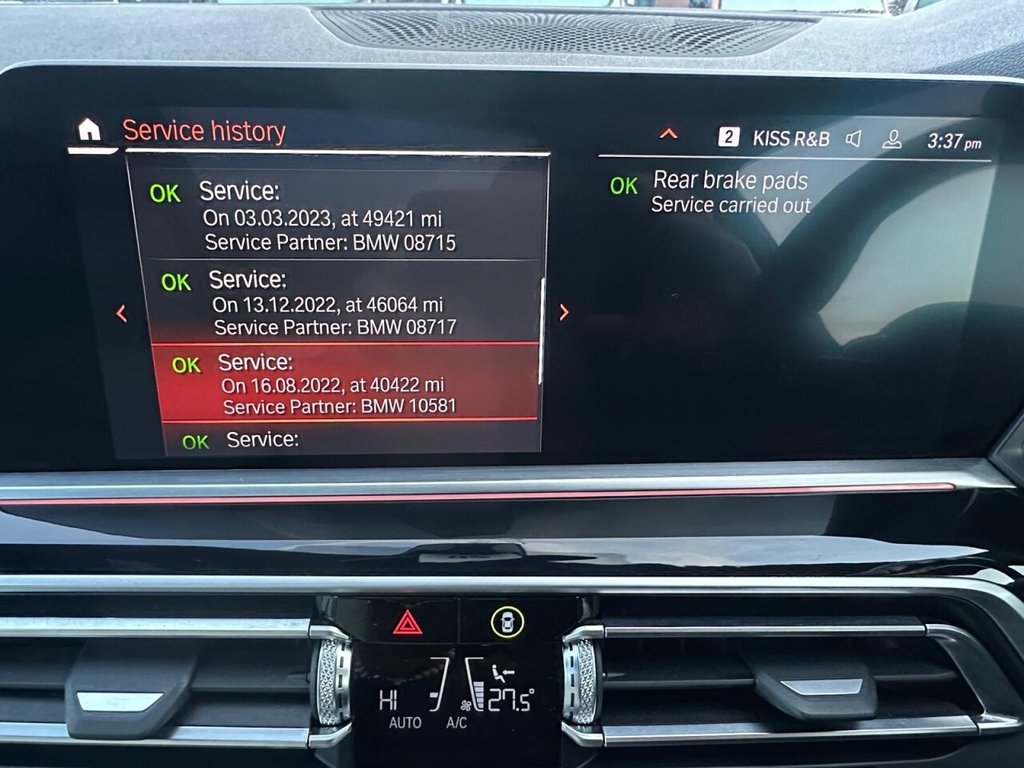 Service history
2 KISS R&B 3:37 pm
OK Service:
On 03.03.2023, at 49421 mi
Service Partner: BMW 08715
OK Service:
On 13.12.2022, at 46064 mi
Service Partner: BMW 08717
OK Service:
On 16.08.2022, at 40422 mi
Service Partner: BMW 10581
OK Service:
OK Rear brake pads
Service carried out
HI 27.5°
AUTO A/C